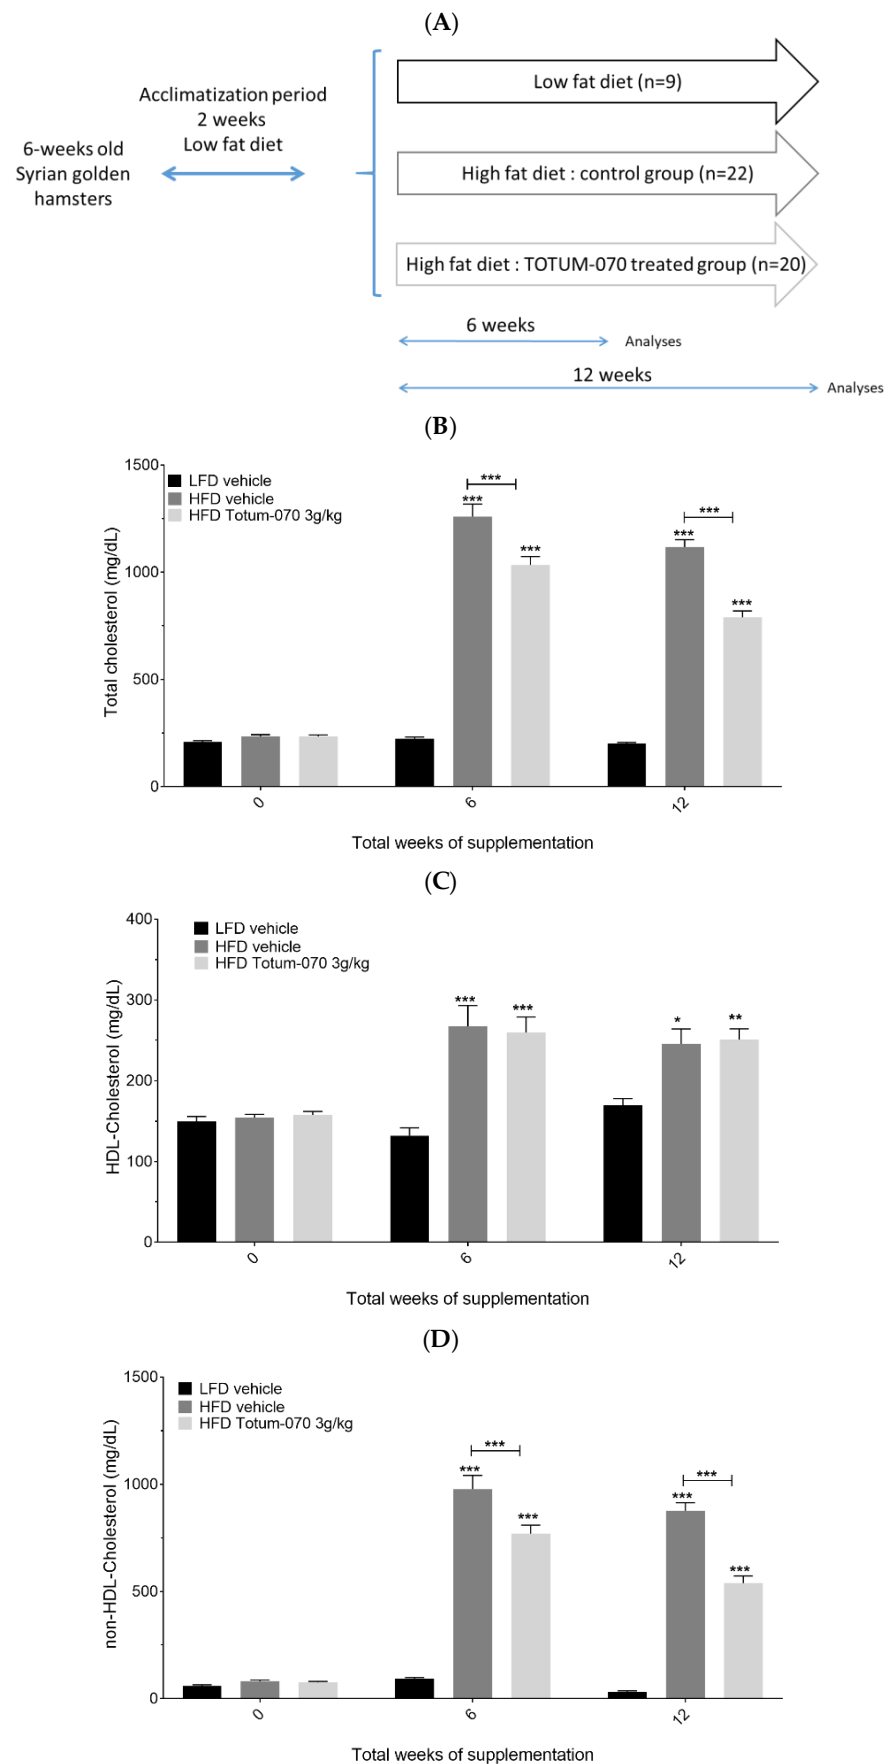 (A)
Low fat diet (n=9)
Acclimatization period
2 weeks
Low fat diet
6-weeks old
Syrian golden
hamsters
High fat diet : control group (n=22)
High fat diet : TOTUM-070 treated group (n=20)
6 weeks
Analyses
12 weeks
Analyses
(B)
1500
LFD vehicle
HFD vehicle
HFD Totum-070 3g/kg
***
***
***
***
***
***
1000
500
0
Total cholesterol (mg/dL)
0
6
12
Total weeks of supplementation
(C)
400
LFD vehicle
HFD vehicle
HFD Totum-070 3g/kg
***
***
*
**
300
200
100
0
HDL-Cholesterol (mg/dL)
0
6
12
Total weeks of supplementation
(D)
1500
LFD vehicle
HFD vehicle
HFD Totum-070 3g/kg
***
***
***
***
***
***
1000
500
0
non-HDL-Cholesterol (mg/dL)
0
6
12
Total weeks of supplementation